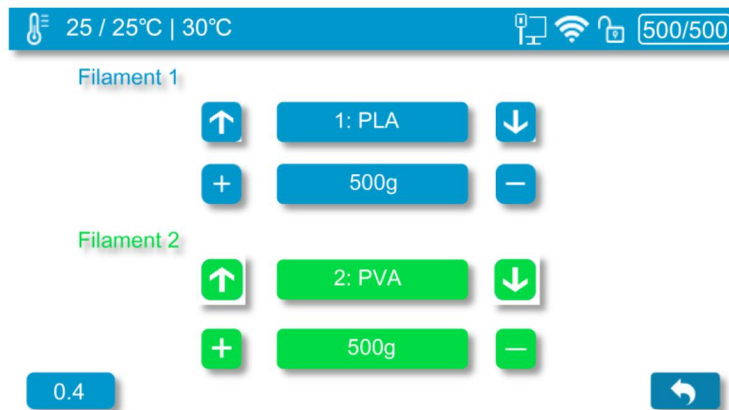 25 / 25°C | 30°C 500/500
Filament 1
1: PLA
+ 500g −
Filament 2
2: PVA
+ 500g −
0.4